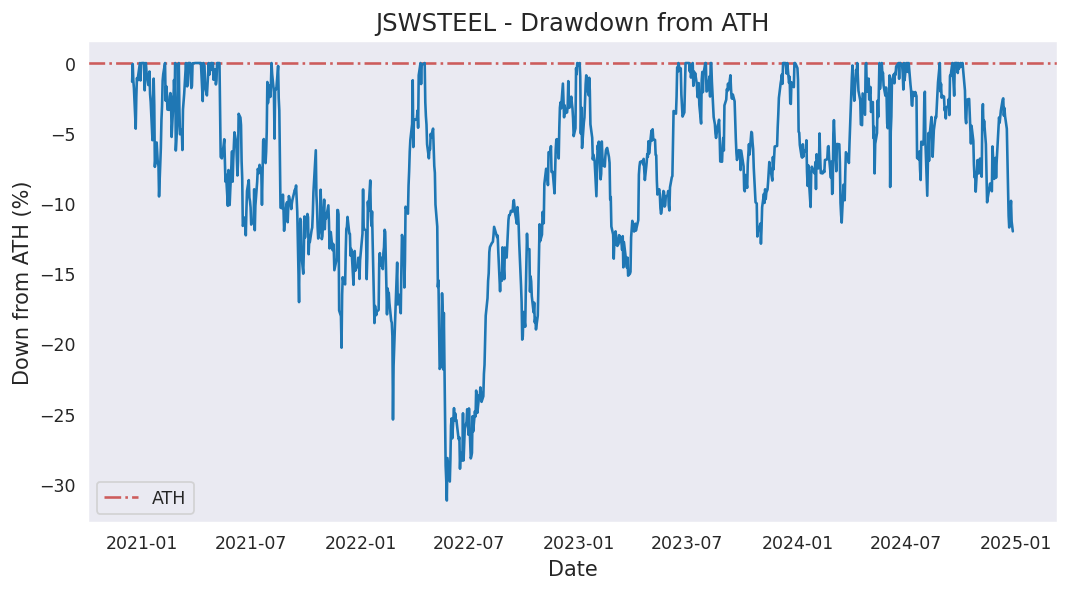 JSWSTEEL - Drawdown from ATH
Down from ATH (%)
0
−5
−10
−15
−20
−25
−30
ATH
2021-01 2021-07 2022-01 2022-07 2023-01 2023-07 2024-01 2024-07 2025-01
Date